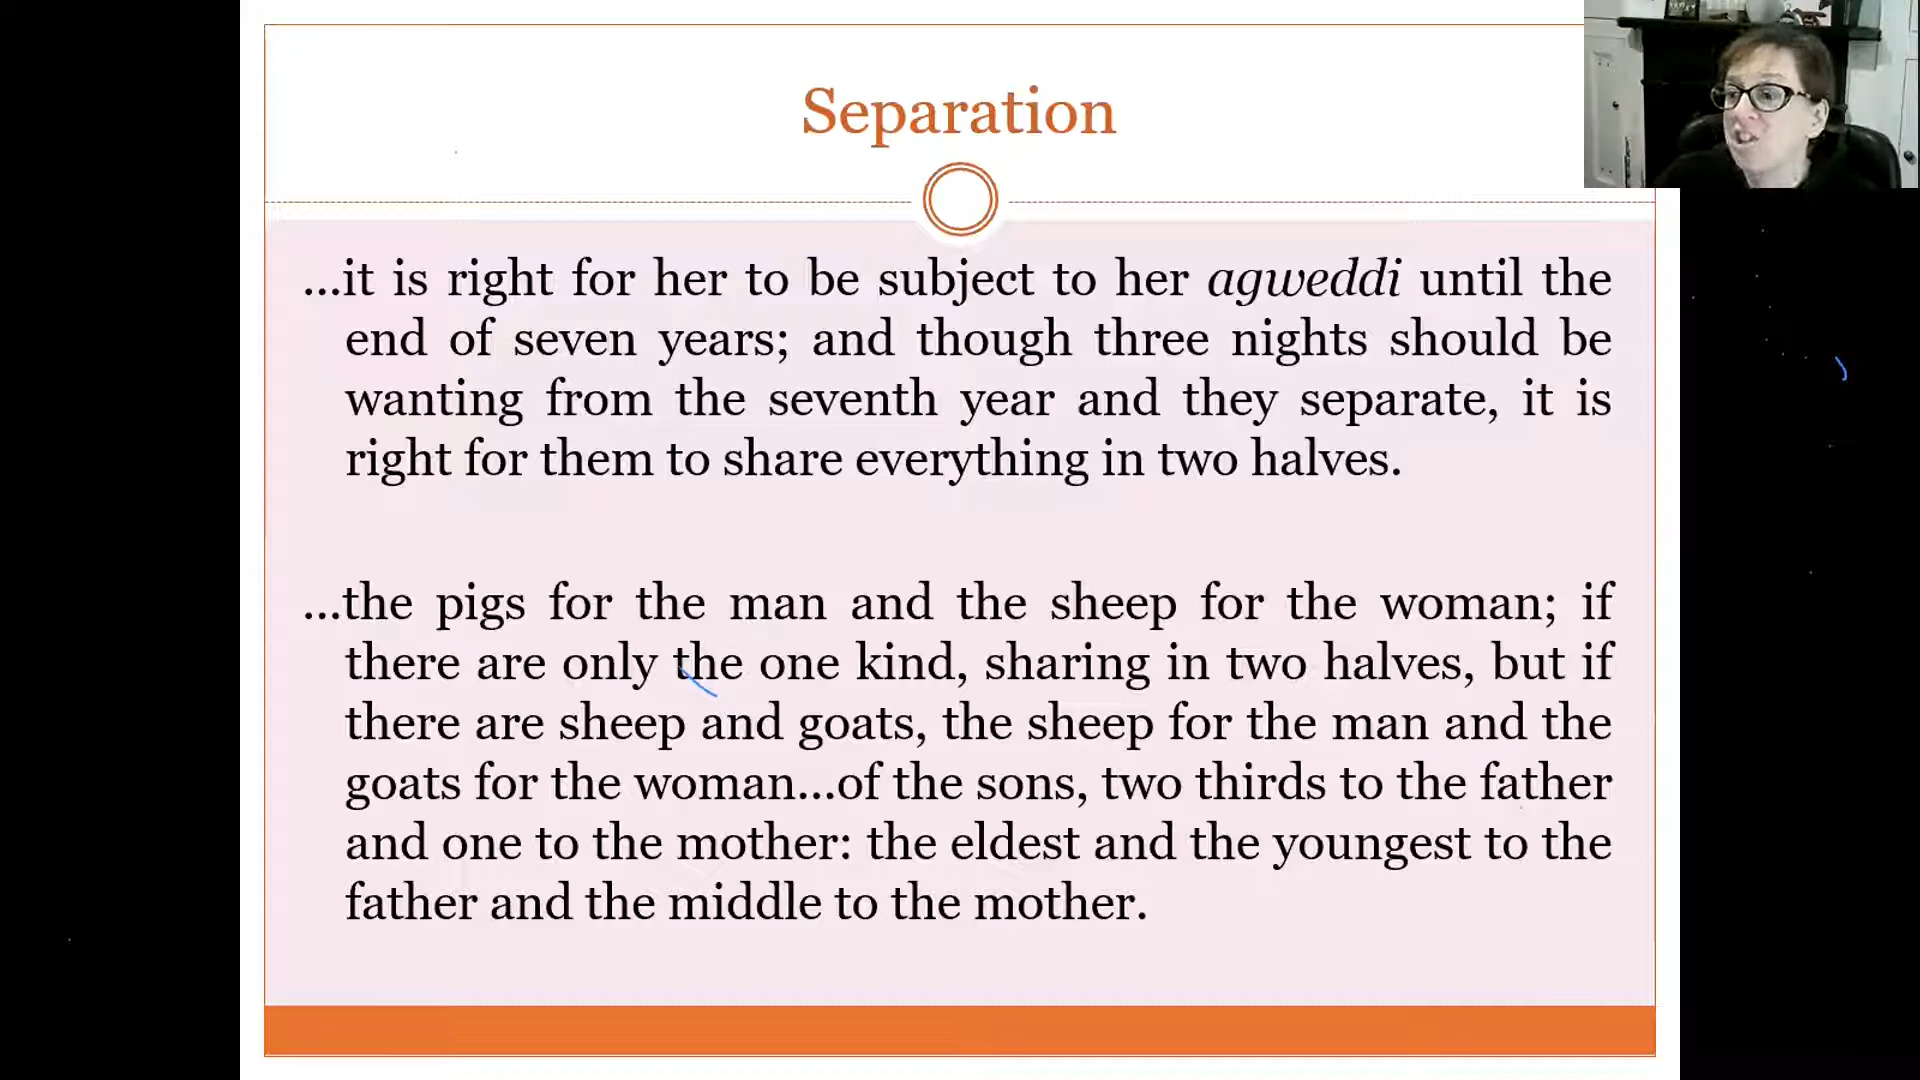 Separation
...it is right for her to be subject to her agweddi until the
end of seven years; and though three nights should be
wanting from the seventh year and they separate, it is
right for them to share everything in two halves.
...the pigs for the man and the sheep for the woman; if
there are only the one kind, sharing in two halves, but if
there are sheep and goats, the sheep for the man and the
goats for the woman...of the sons, two thirds to the father
and one to the mother: the eldest and the youngest to the
father and the middle to the mother.